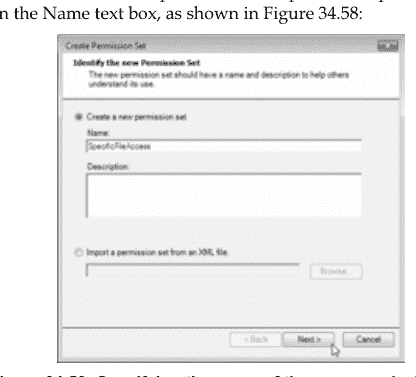 n the Name text box, as shown in Figure 34.58:
Create Permission Set
Identify the new Permission Set
The new permission set should have a name and description to help others
understand its use.
Create a new permission set
Name:
SpecificFileAccess
Description:
Import a permission set from an XML file.
Browse...
< Back Next > Cancel